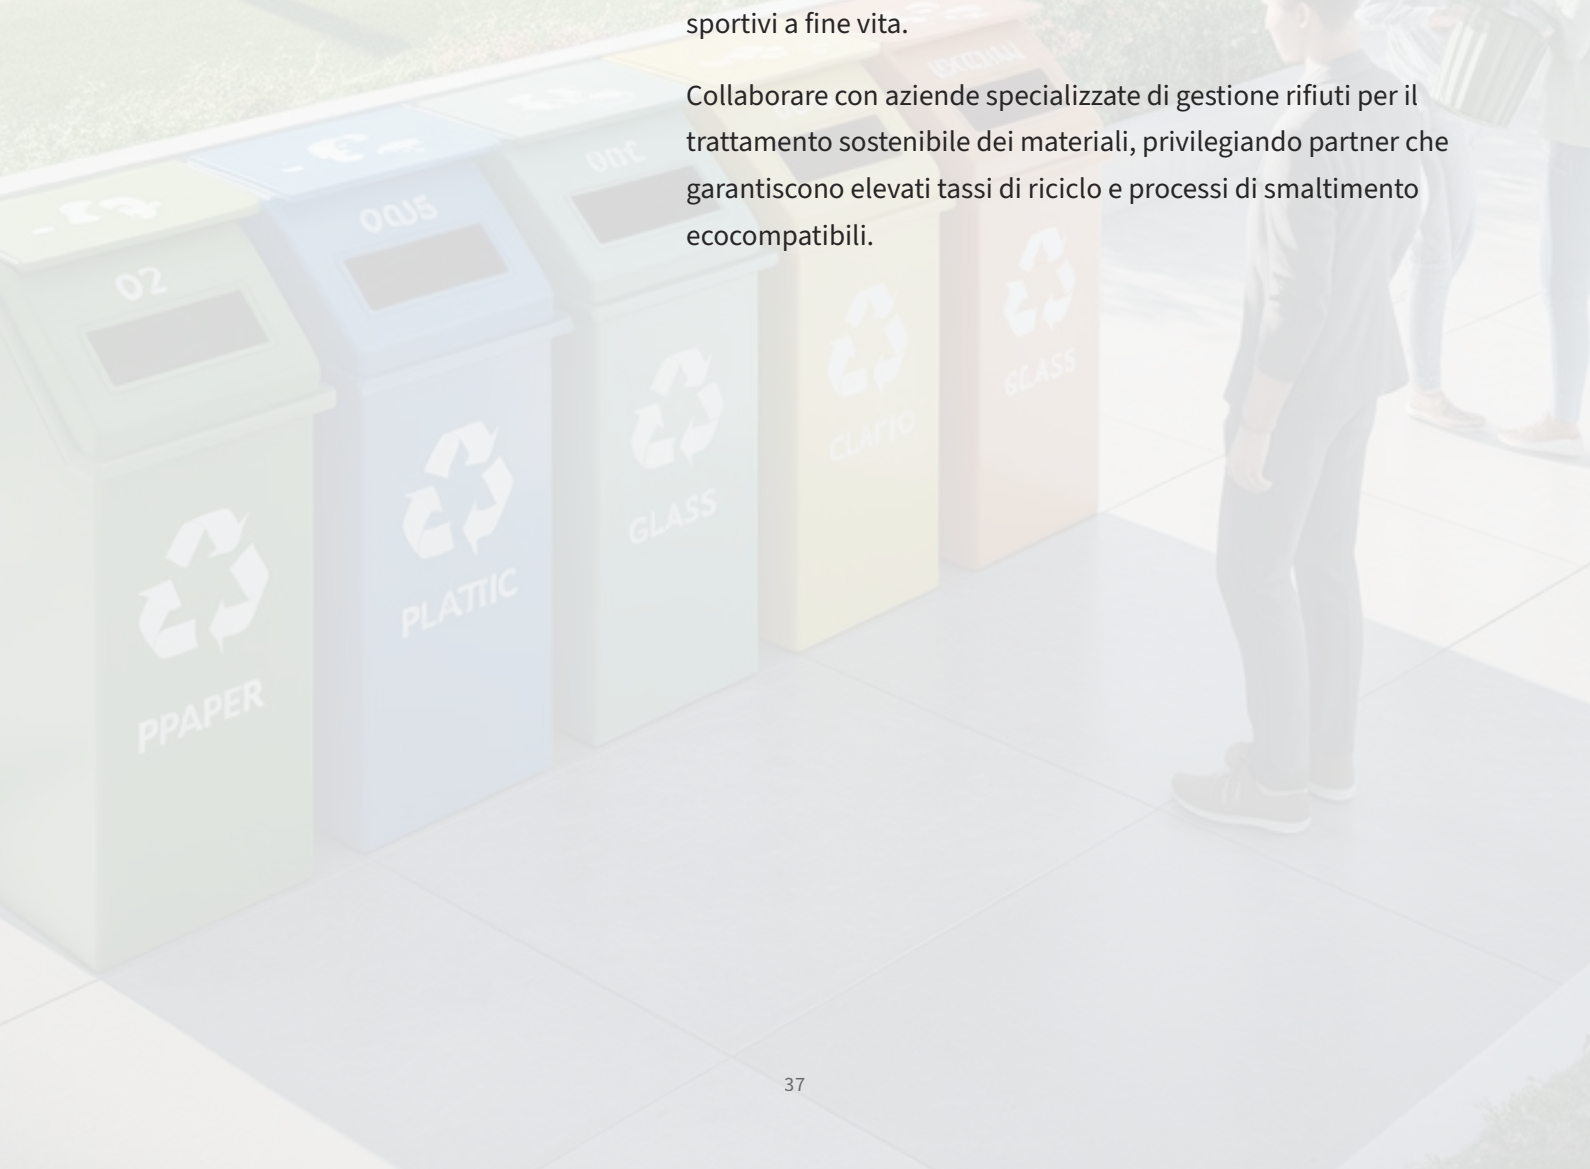 sportivi a fine vita.
Collaborare con aziende specializzate di gestione rifiuti per il
trattamento sostenibile dei materiali, privilegiando partner che
garantiscono elevati tassi di riciclo e processi di smaltimento
ecocompatibili.
02
PPAPER
PLATTIC
GLASS
GLASS
37